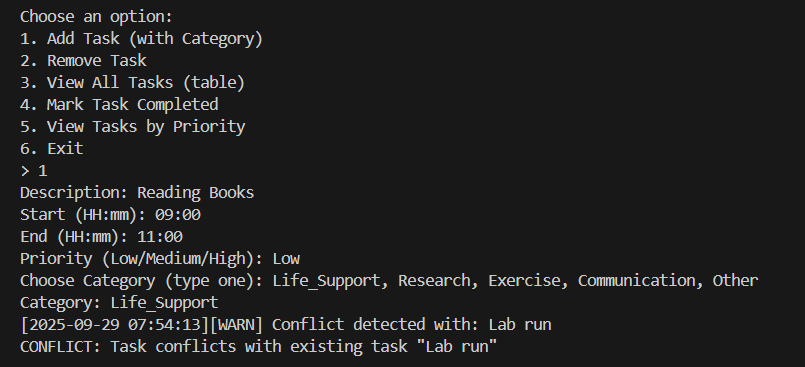 Choose an option:
1. Add Task (with Category)
2. Remove Task
3. View All Tasks (table)
4. Mark Task Completed
5. View Tasks by Priority
6. Exit
> 1
Description: Reading Books
Start (HH:mm): 09:00
End (HH:mm): 11:00
Priority (Low/Medium/High): Low
Choose Category (type one): Life_Support, Research, Exercise, Communication, Other
Category: Life_Support
[2025-09-29 07:54:13][WARN] Conflict detected with: Lab run
CONFLICT: Task conflicts with existing task "Lab run"